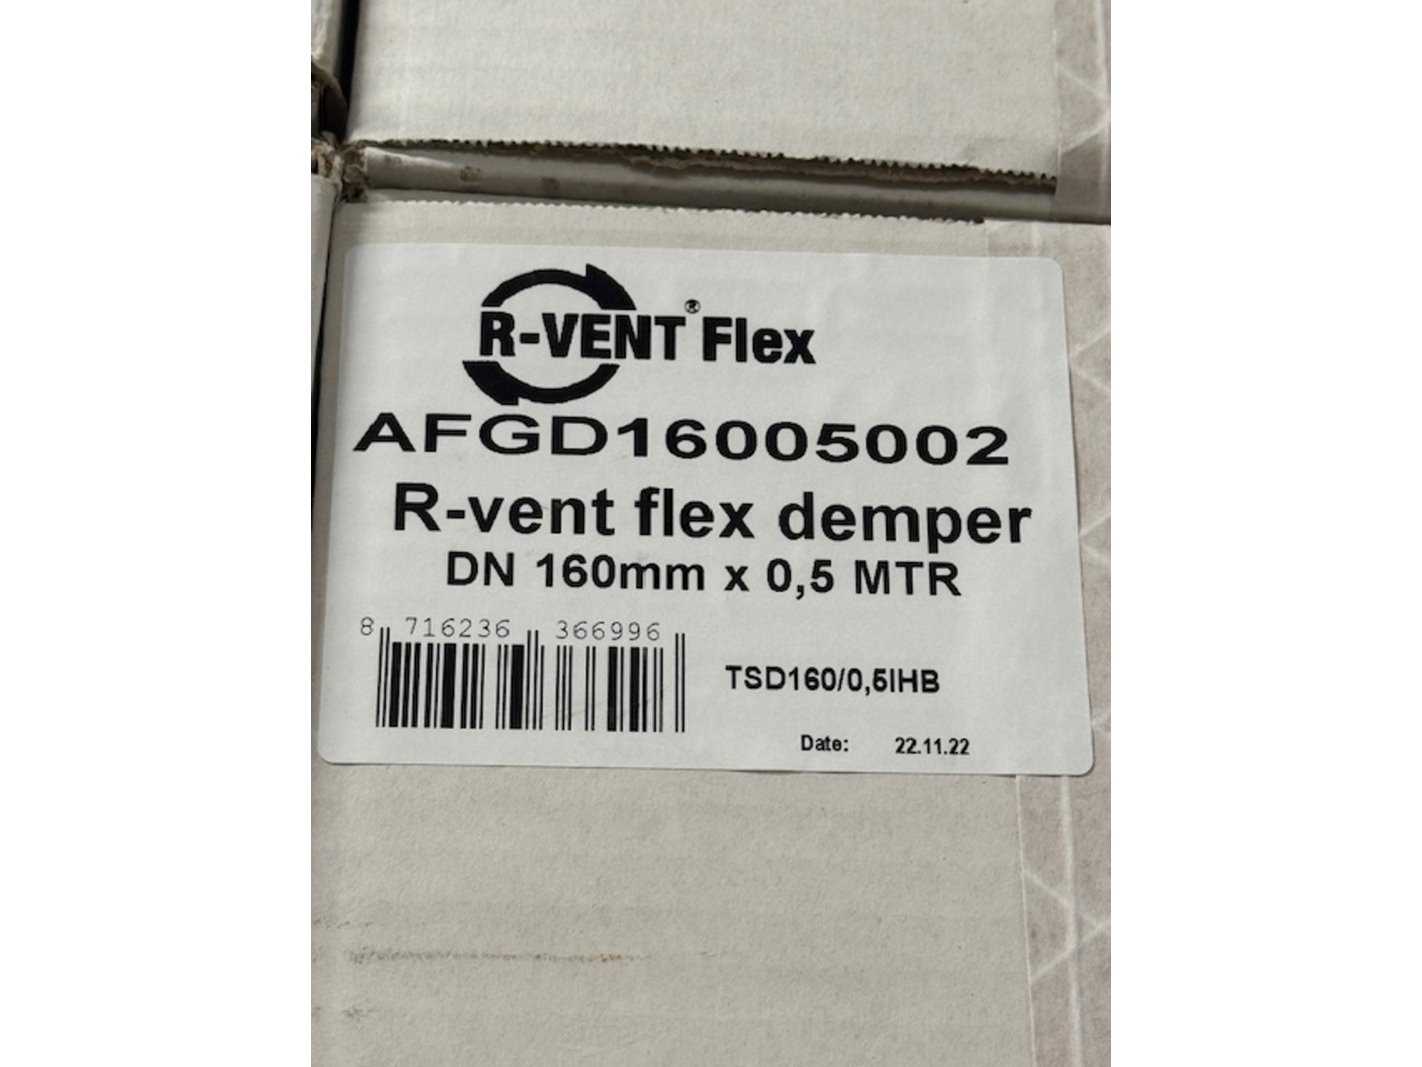 R-VENT® Flex
AFGD16005002
R-vent flex demper
DN 160mm x 0,5 MTR
8 716236 366996
TSD160/0,5IHB
Date: 22.11.22